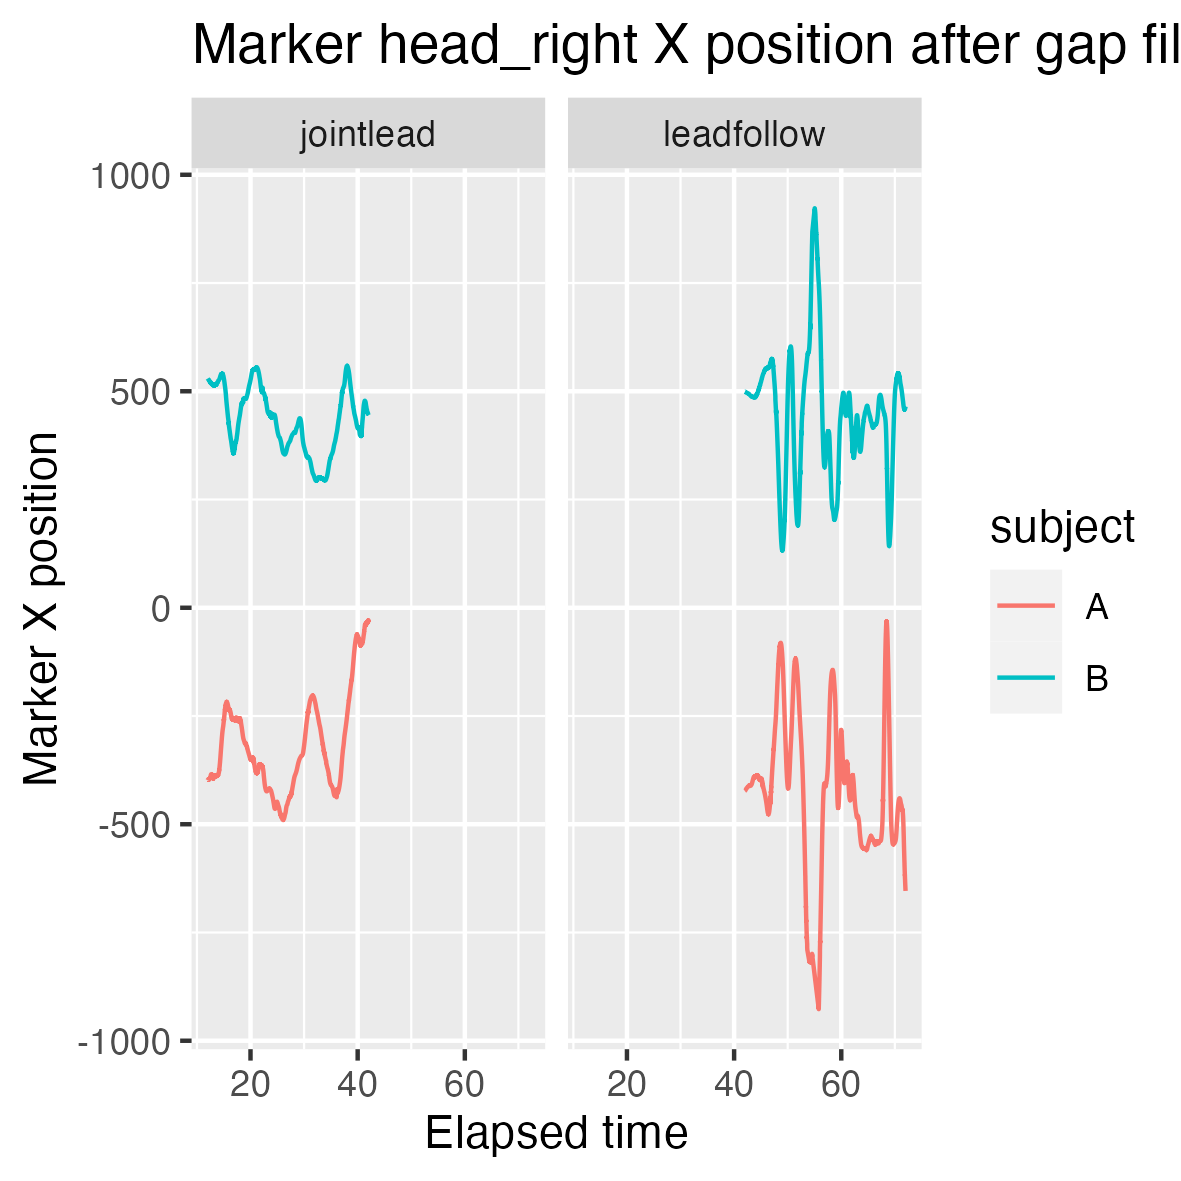 Marker head_right X position after gap fil
jointlead
leadfollow
1000
500
0
-500
-1000
Marker X position
20
40
60
20
40
60
Elapsed time
subject
A
B